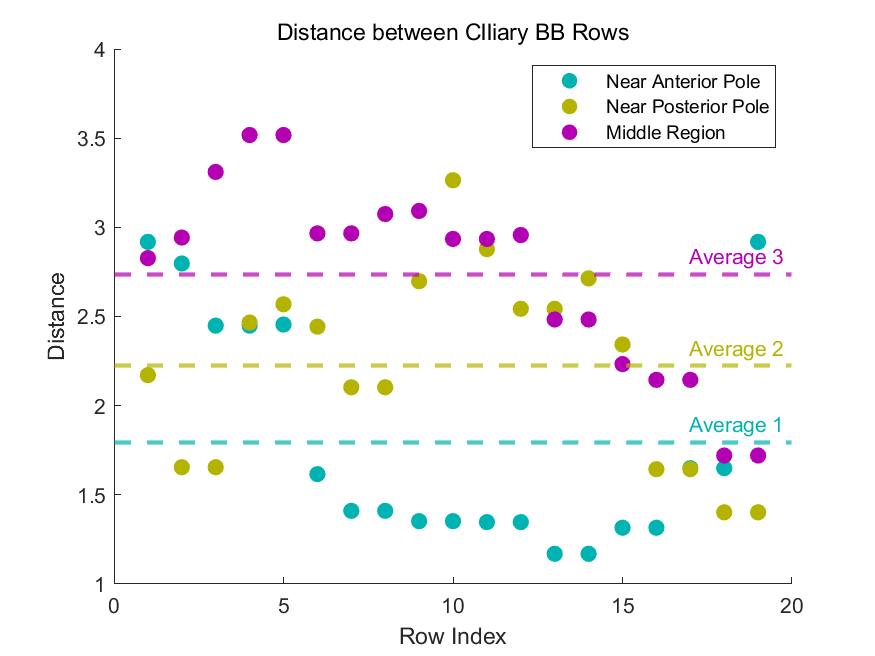 Distance between CIliary BB Rows
4
3.5
3
2.5
2
1.5
1
Distance
Near Anterior Pole
Near Posterior Pole
Middle Region
Average 3
Average 2
Average 1
0
5
10
15
20
Row Index